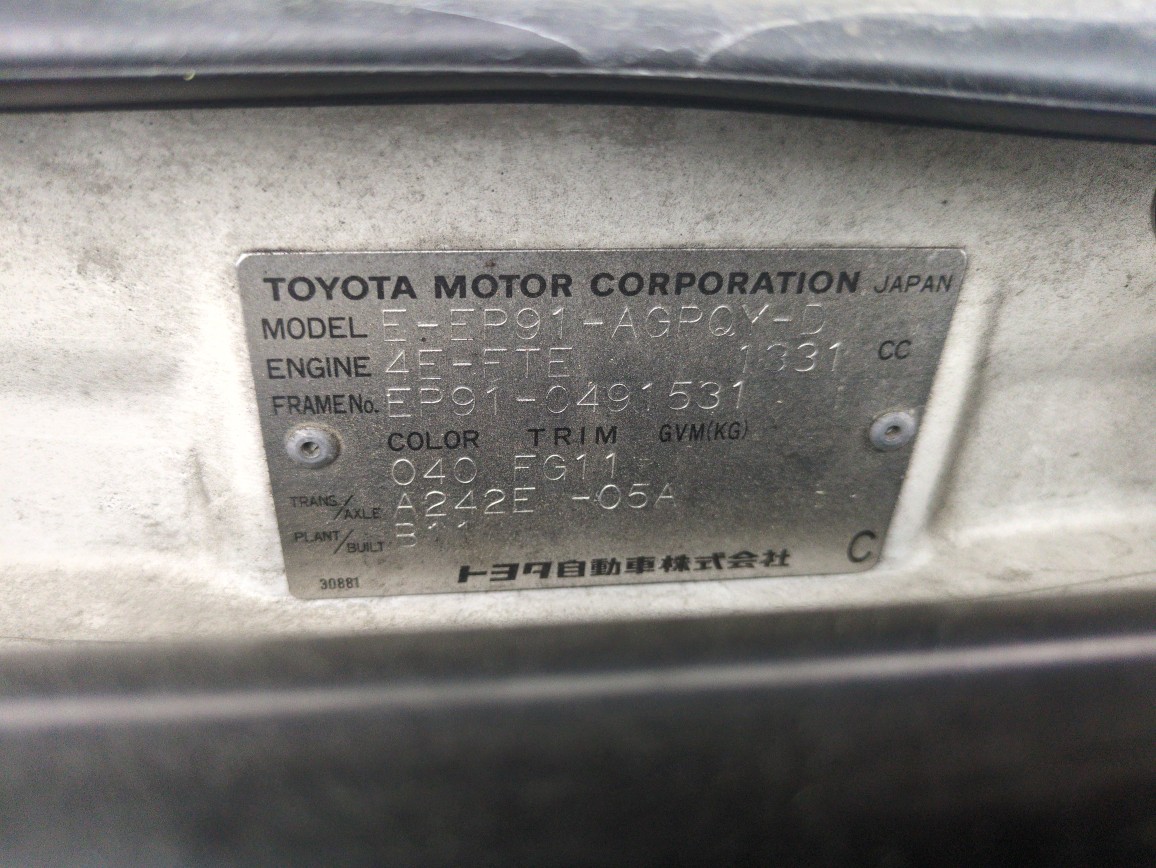 TOYOTA MOTOR CORPORATION JAPAN
MODEL E-EP91-AGPQY-D
ENGINE 4E-FTE 1331 CC
FRAME No. EP91-0491531
COLOR TRIM GVM(KG)
040 FG11
TRANS./AXLE A242E -05A
PLANT/BUILT B11
30881 トヨタ自動車株式会社 C